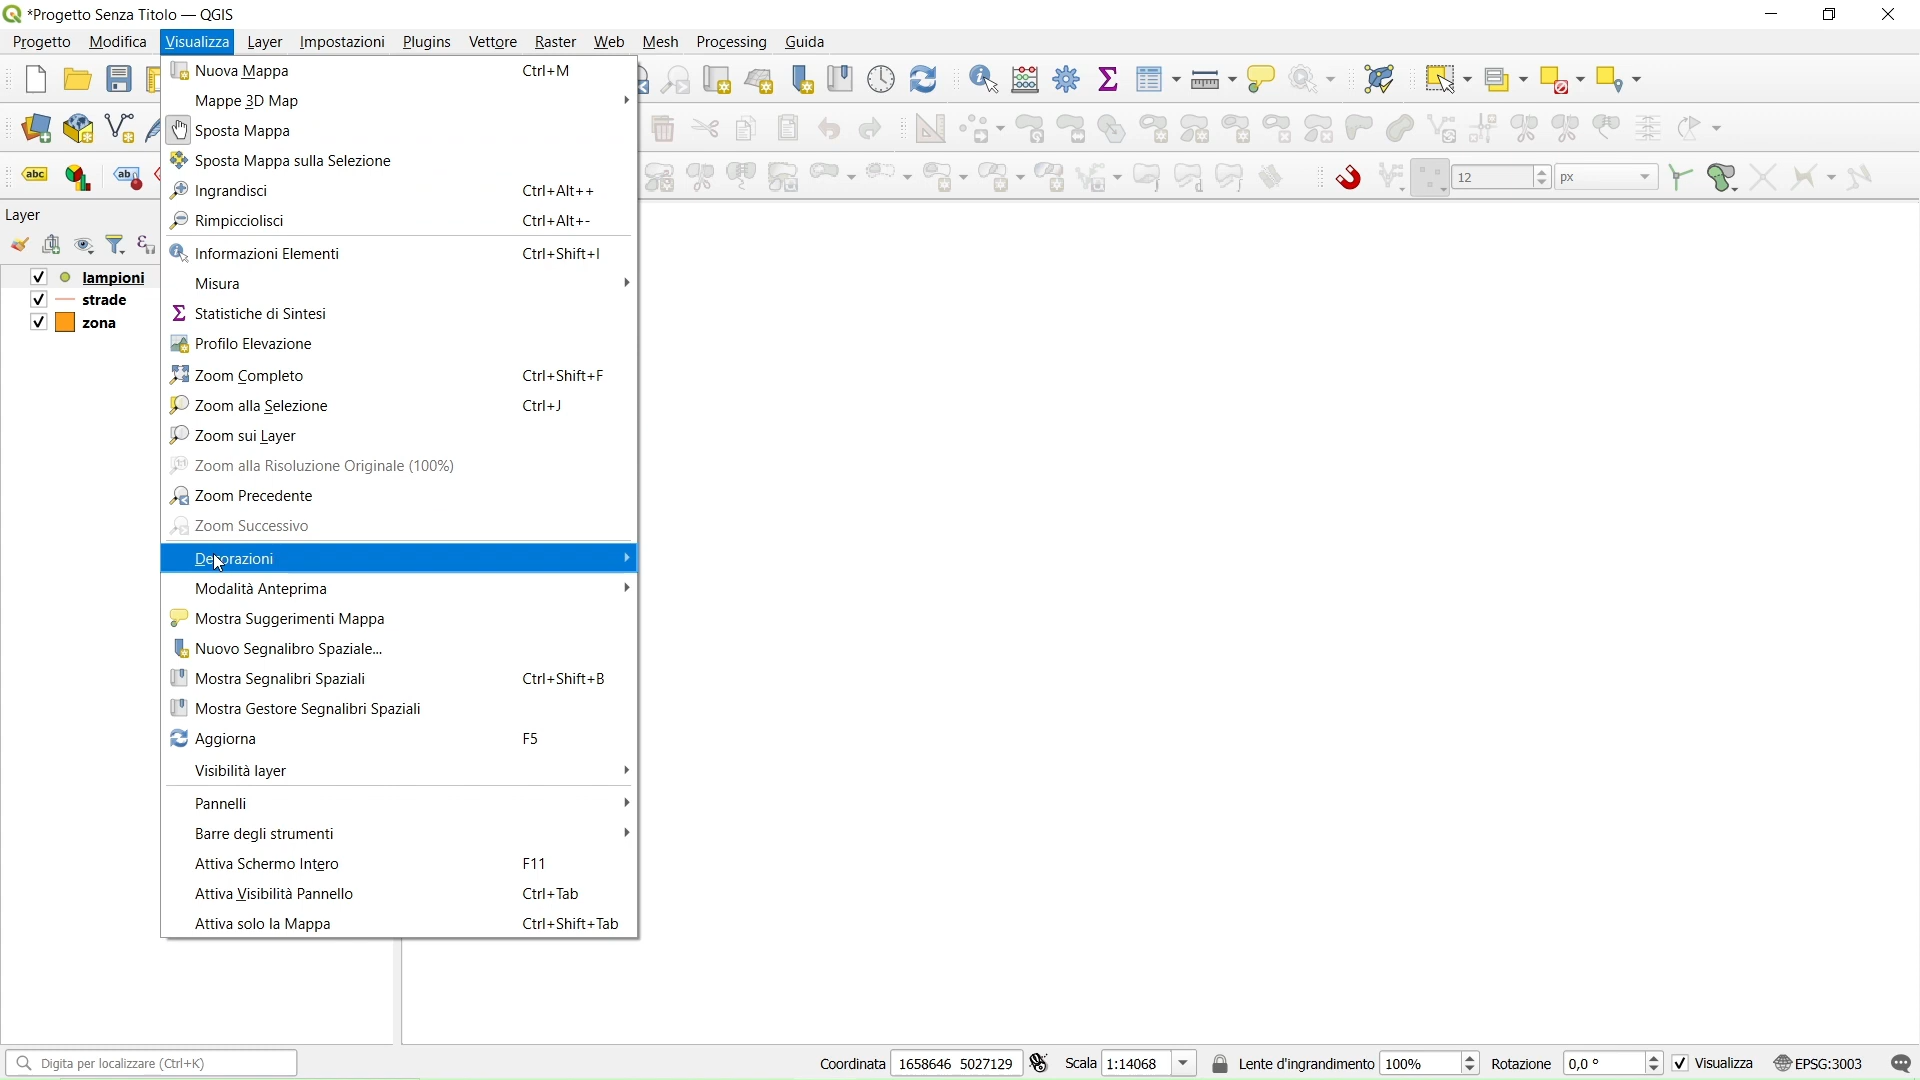 *Progetto Senza Titolo — QGIS
Progetto Modifica Visualizza Layer Impostazioni Plugins Vettore Raster Web Mesh Processing Guida
Nuova Mappa Ctrl+M
Mappe 3D Map
Sposta Mappa
Sposta Mappa sulla Selezione
Ingrandisci Ctrl+Alt++
Rimpicciolisci Ctrl+Alt+-
Informazioni Elementi Ctrl+Shift+I
Misura
Statistiche di Sintesi
Profilo Elevazione
Zoom Completo Ctrl+Shift+F
Zoom alla Selezione Ctrl+J
Zoom sui Layer
Zoom alla Risoluzione Originale (100%)
Zoom Precedente
Zoom Successivo
Decorazioni
Modalità Anteprima
Mostra Suggerimenti Mappa
Nuovo Segnalibro Spaziale...
Mostra Segnalibri Spaziali Ctrl+Shift+B
Mostra Gestore Segnalibri Spaziali
Aggiorna F5
Visibilità layer
Pannelli
Barre degli strumenti
Attiva Schermo Intero F11
Attiva Visibilità Pannello Ctrl+Tab
Attiva solo la Mappa Ctrl+Shift+Tab
abc
ab
12 px
Layer
lampioni
strade
zona
Digita per localizzare (Ctrl+K)
Coordinata 1658646 5027129 Scala 1:14068 Lente d'ingrandimento 100% Rotazione 0,0 ° Visualizza EPSG:3003